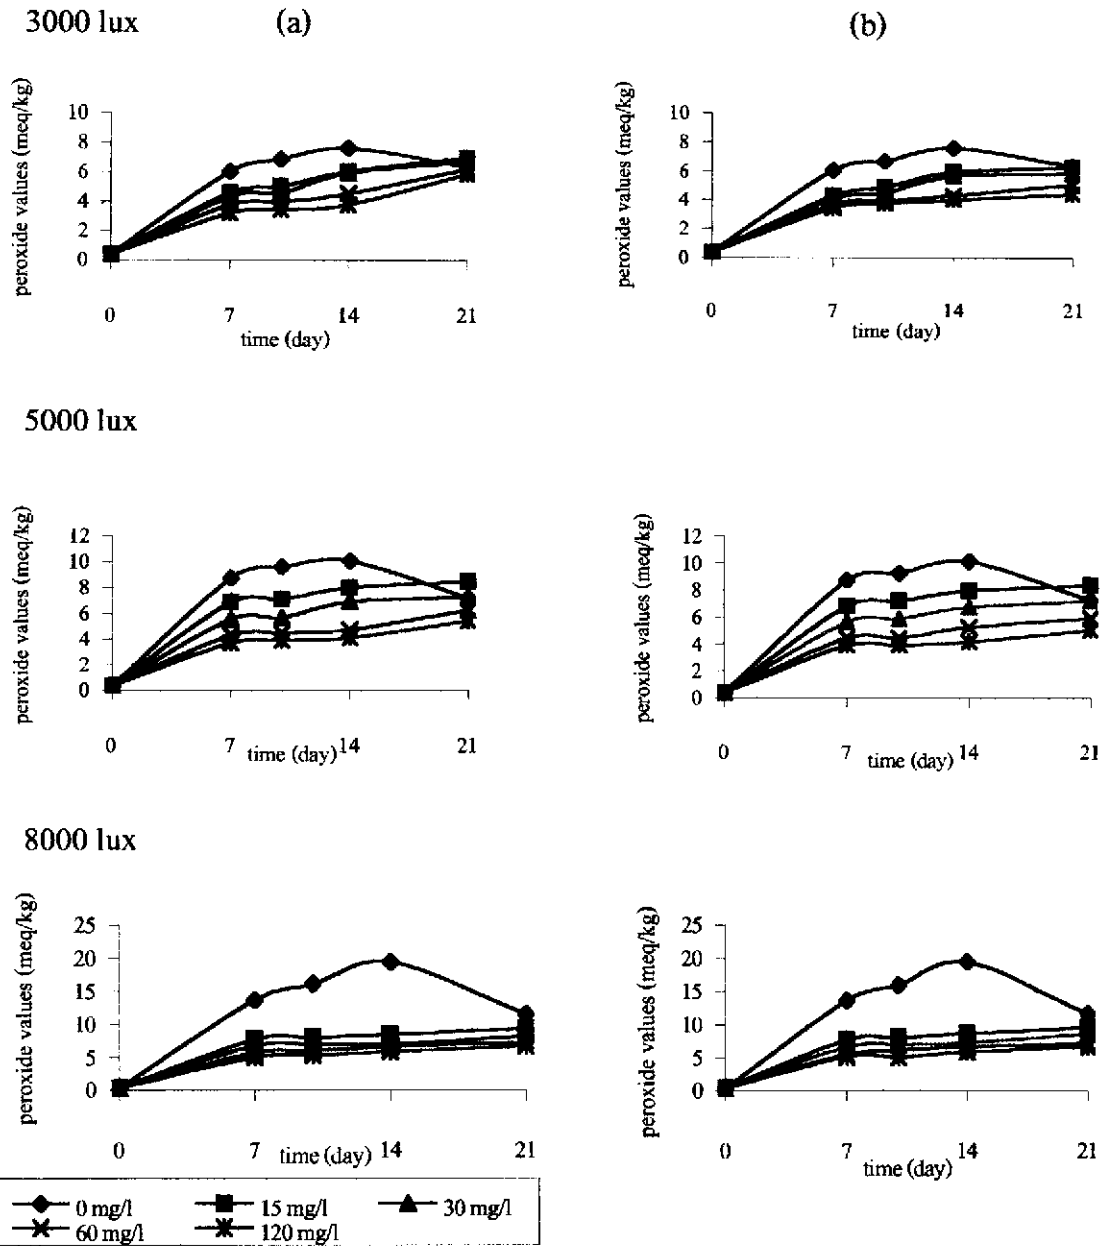 3000 lux
(a)
(b)
peroxide values (meq/kg)
10
8
6
4
2
0
0 7 14 21
time (day)
peroxide values (meq/kg)
10
8
6
4
2
0
0 7 14 21
time (day)
5000 lux
peroxide values (meq/kg)
12
10
8
6
4
2
0
0 7 14 21
time (day)
peroxide values (meq/kg)
12
10
8
6
4
2
0
0 7 14 21
time (day)
8000 lux
peroxide values (meq/kg)
25
20
15
10
5
0
0 7 14 21
time (day)
peroxide values (meq/kg)
25
20
15
10
5
0
0 7 14 21
time (day)
0 mg/l 15 mg/l 30 mg/l
60 mg/l 120 mg/l